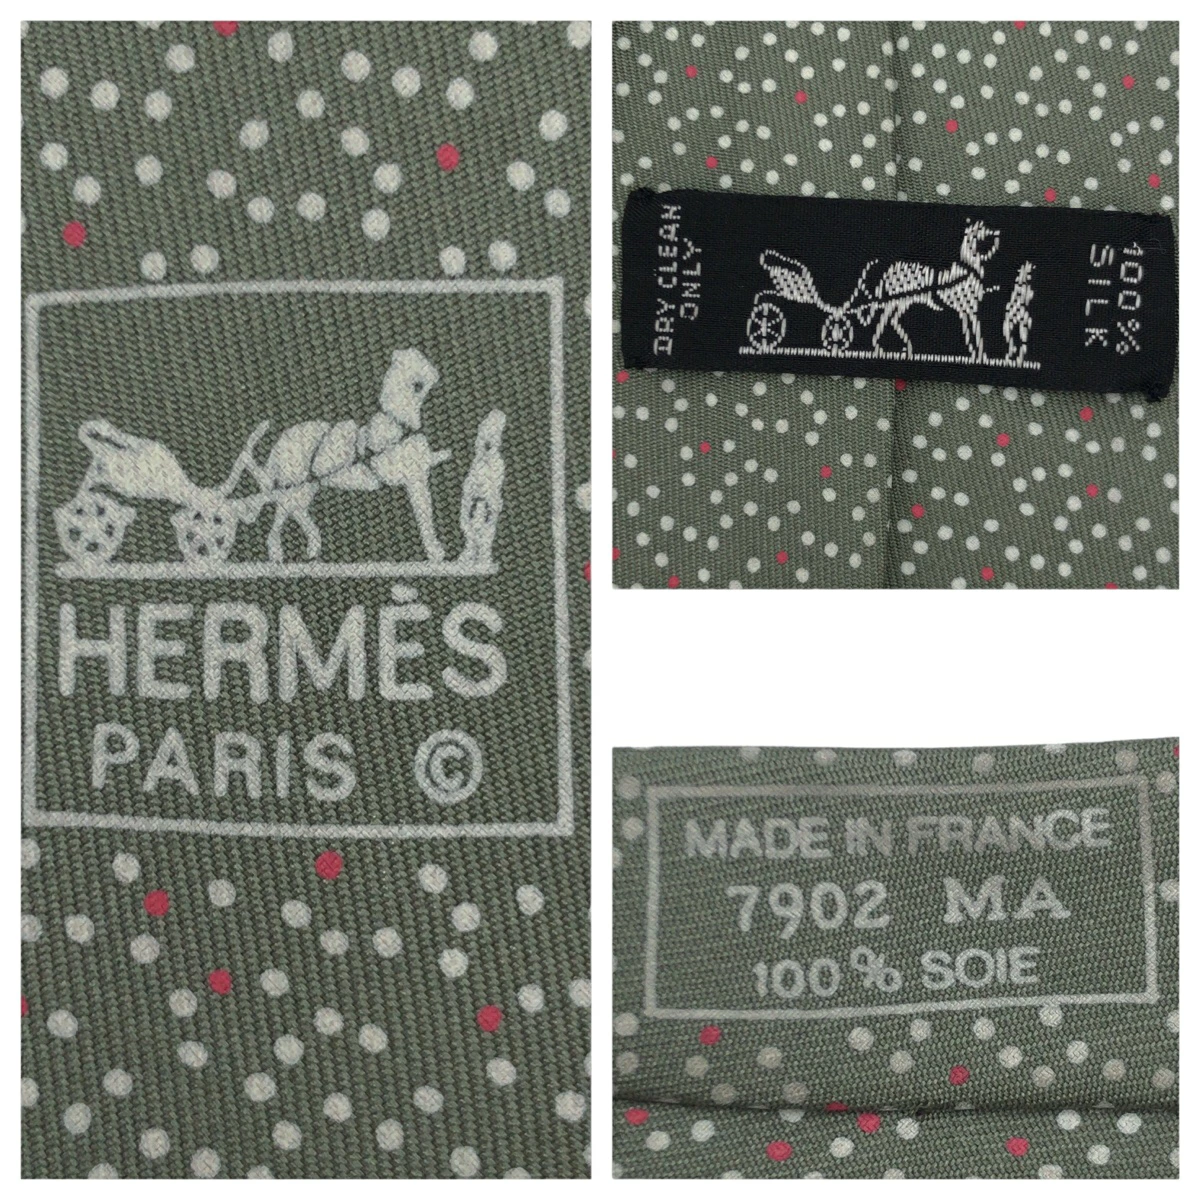 HERMÈS
PARIS ©
DRY CLEAN
ONLY
100%
SILK
MADE IN FRANCE
7902 MA
100% SOIE